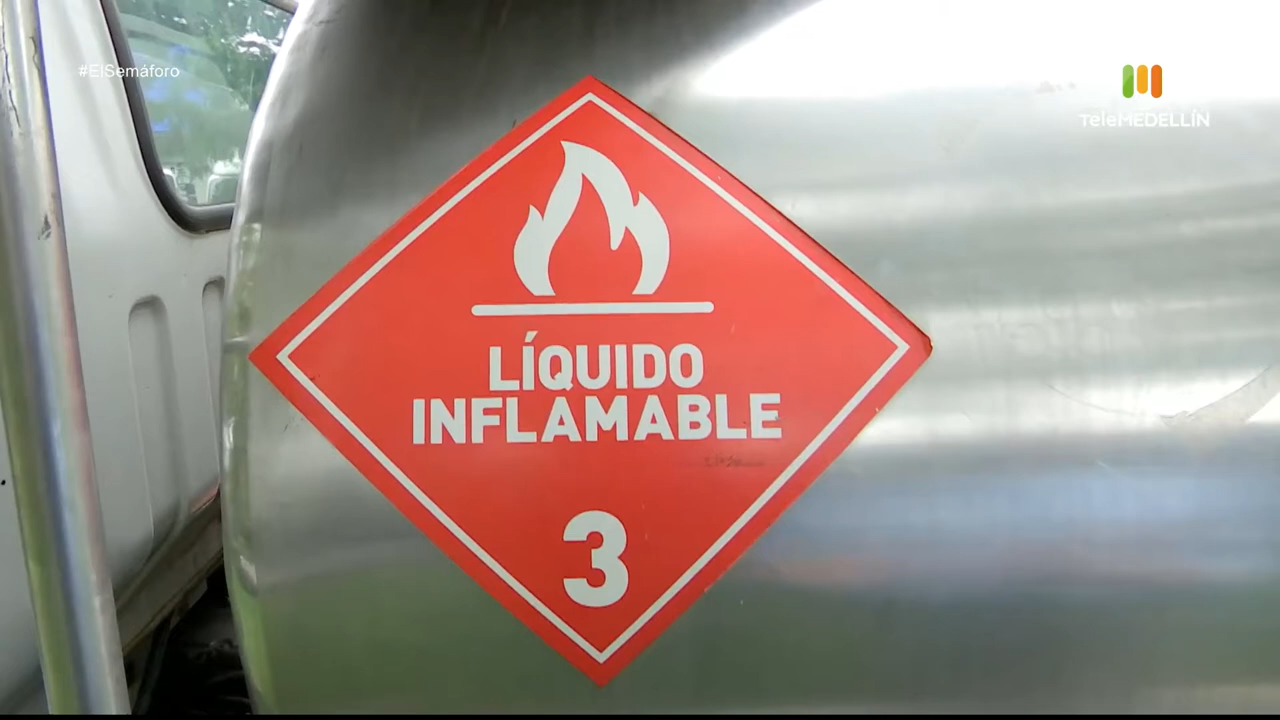 #ElSemáforo
TeleMEDELLÍN
LÍQUIDO
INFLAMABLE
3